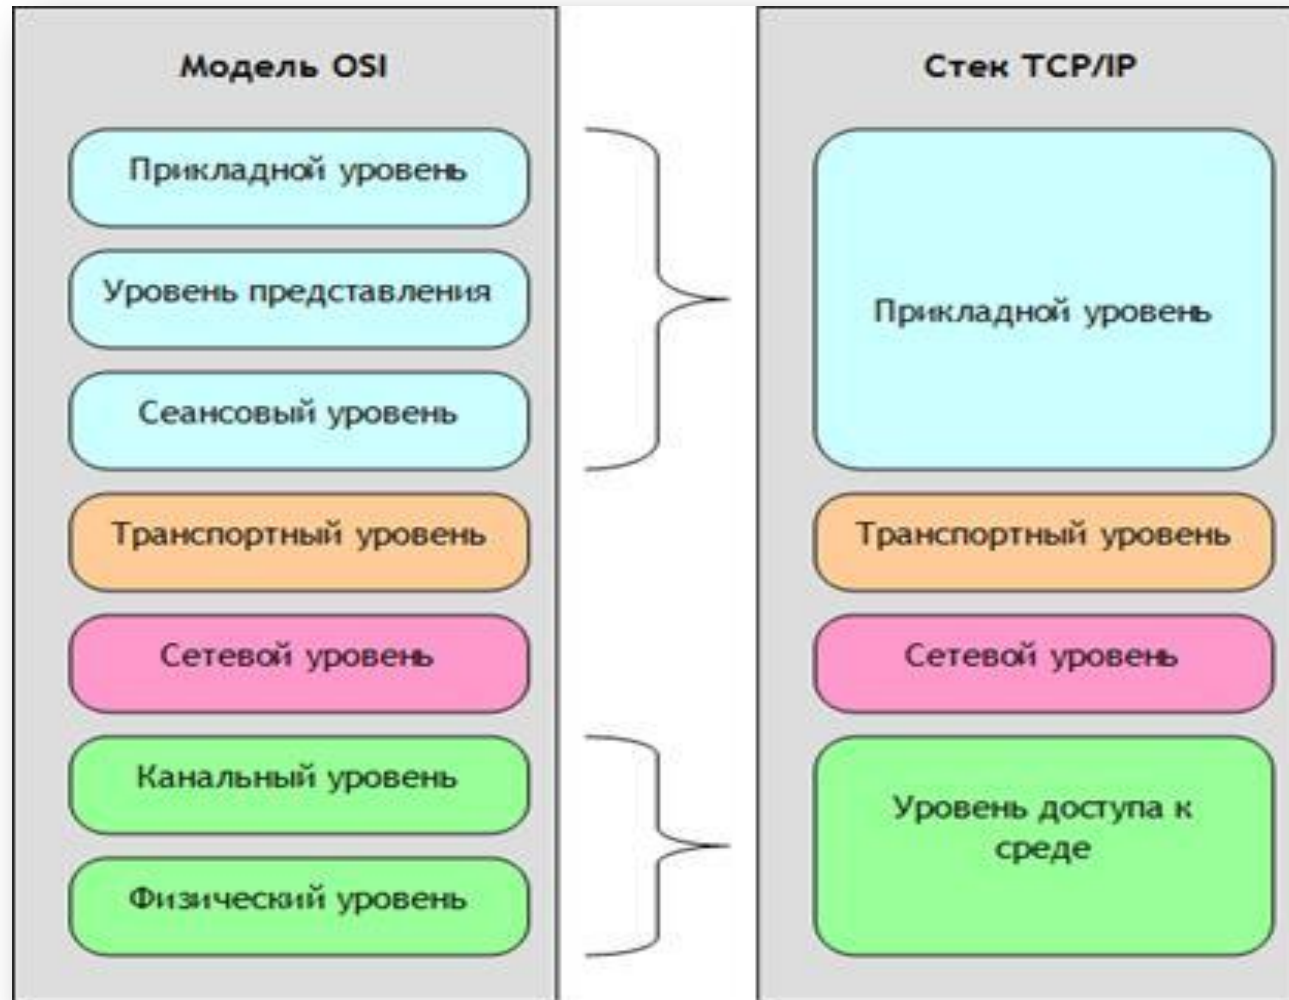 Модель OSI
Прикладной уровень
Уровень представления
Сеансовый уровень
Транспортный уровень
Сетевой уровень
Канальный уровень
Физический уровень
Стек TCP/IP
Прикладной уровень
Транспортный уровень
Сетевой уровень
Уровень доступа к
среде